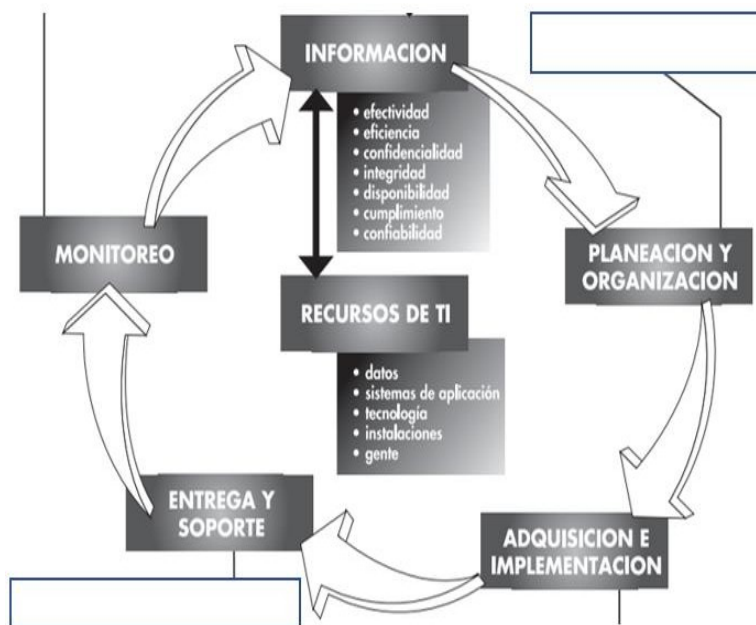 INFORMACION
• efectividad
• eficiencia
• confidencialidad
• integridad
• disponibilidad
• cumplimiento
• confiabilidad
MONITOREO
PLANEACION Y
ORGANIZACIÓN
RECURSOS DE TI
• datos
• sistemas de aplicación
• tecnología
• instalaciones
• gente
ENTREGA Y
SOPORTE
ADQUISICION E
IMPLEMENTACION